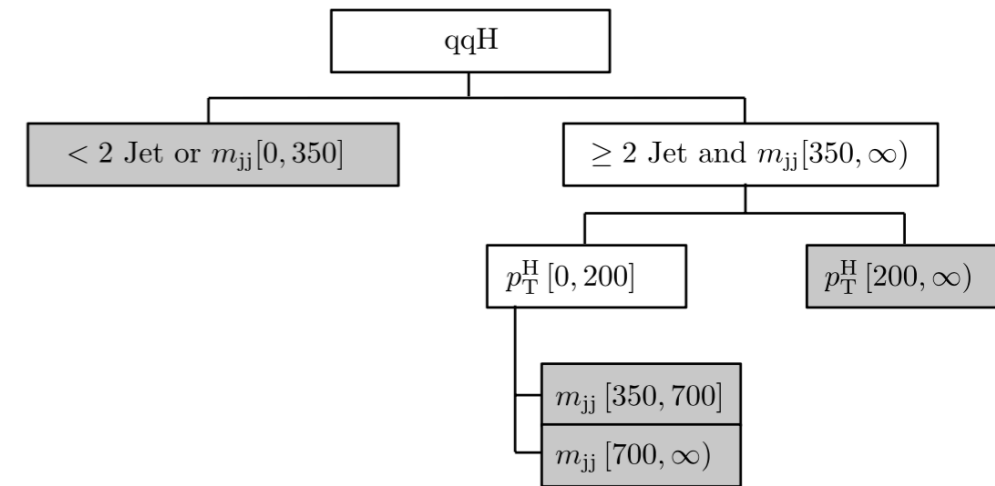 qqH
< 2 Jet or m_jj[0, 350]
≥ 2 Jet and m_jj[350, ∞)
p_T^H [0, 200]
p_T^H [200, ∞)
m_jj [350, 700]
m_jj [700, ∞)